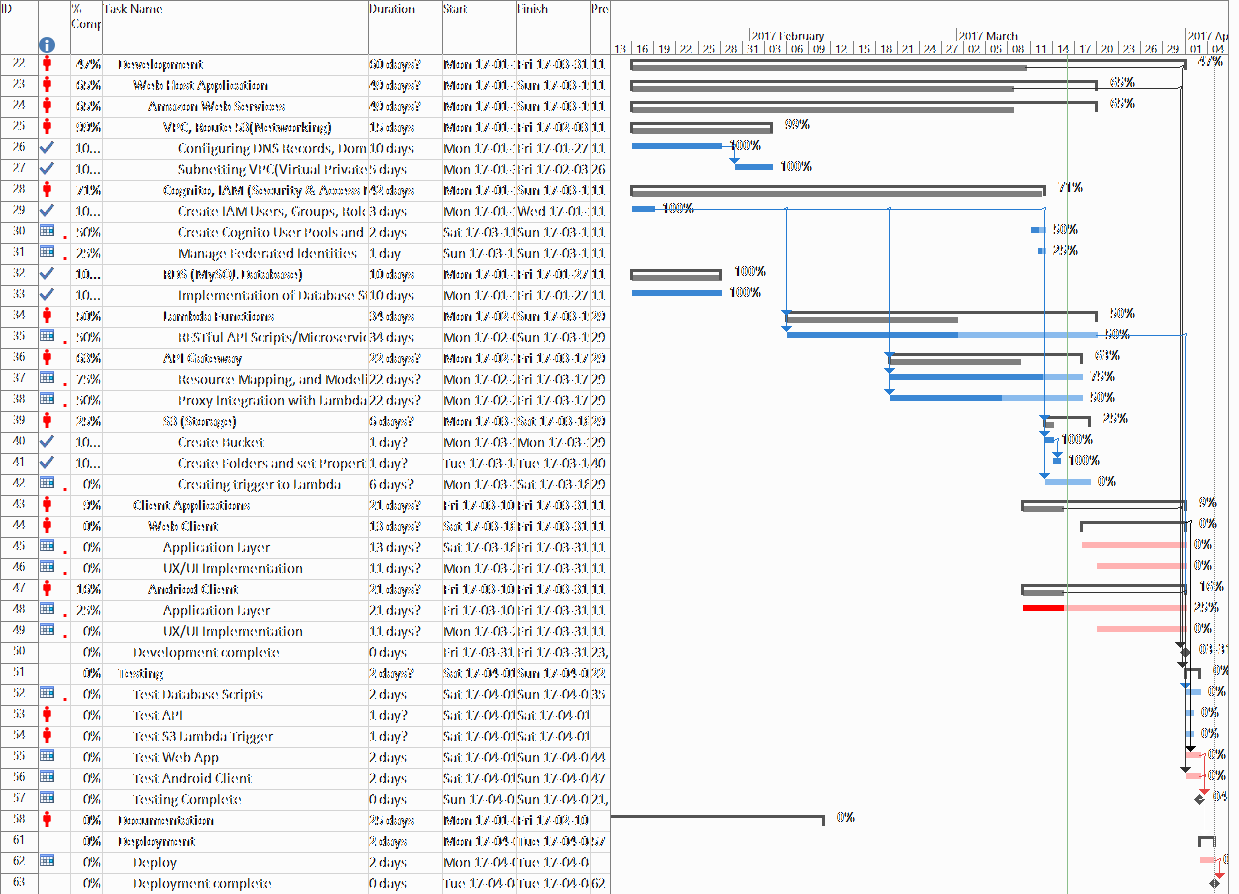 ID % Comp Task Name Duration Start Finish Pre
2017 February 2017 March 2017 Ap
13 16 19 22 25 28 31 03 06 09 12 15 18 21 24 27 02 05 08 11 14 17 20 23 26 29 01 04
22 47% Development 60 days? Mon 17-01- Fri 17-03-31 11 47%
23 65% Web Host Application 49 days? Mon 17-01- Sun 17-03-1 11 65%
24 65% Amazon Web Services 49 days? Mon 17-01- Sun 17-03-1 11 65%
25 99% VPC, Route 53(Networking) 15 days Mon 17-01- Fri 17-02-03 11 99%
26 10... Configuring DNS Records, Dom 10 days Mon 17-01- Fri 17-01-27 11 100%
27 10... Subnetting VPC(Virtual Private 5 days Mon 17-01- Fri 17-02-03 26 100%
28 71% Cognito, IAM (Security & Access M 42 days Mon 17-01- Sun 17-03-1 11 71%
29 10... Create IAM Users, Groups, Role 3 days Mon 17-01- Wed 17-01- 11 100%
30 50% Create Cognito User Pools and 2 days Sat 17-03-11 Sun 17-03-1 11 50%
31 25% Manage Federated Identities 1 day Sun 17-03-1 Sun 17-03-1 11 25%
32 10... RDS (MySQL Database) 10 days Mon 17-01- Fri 17-01-27 11 100%
33 10... Implementation of Database S 10 days Mon 17-01- Fri 17-01-27 11 100%
34 50% Lambda Functions 34 days Mon 17-02- Sun 17-03-1 29 50%
35 50% RESTful API Scripts/Microservic 34 days Mon 17-02-0 Sun 17-03-1 29 50%
36 63% API Gateway 22 days? Mon 17-02- Fri 17-03-17 29 63%
37 75% Resource Mapping, and Modeli 22 days? Mon 17-02-2 Fri 17-03-17 29 75%
38 50% Proxy Integration with Lambda 22 days? Mon 17-02-2 Fri 17-03-17 29 50%
39 25% S3 (Storage) 6 days? Mon 17-03- Sat 17-03-18 29 25%
40 10... Create Bucket 1 day? Mon 17-03- Mon 17-03- 29 100%
41 10... Create Folders and set Propert 1 day? Tue 17-03-1 Tue 17-03-1 40 100%
42 0% Creating trigger to Lambda 6 days? Mon 17-03- Sat 17-03-18 29 0%
43 9% Client Applications 21 days? Fri 17-03-10 Fri 17-03-31 11 9%
44 0% Web Client 13 days? Sat 17-03-18 Fri 17-03-31 11 0%
45 0% Application Layer 13 days? Sat 17-03-18 Fri 17-03-31 11 0%
46 0% UX/UI Implementation 11 days? Mon 17-03-2 Fri 17-03-31 11 0%
47 16% Andriod Client 21 days? Fri 17-03-10 Fri 17-03-31 11 16%
48 25% Application Layer 21 days? Fri 17-03-10 Fri 17-03-31 11 25%
49 0% UX/UI Implementation 11 days? Mon 17-03-2 Fri 17-03-31 11 0%
50 0% Development complete 0 days Fri 17-03-31 Fri 17-03-31 23, 03-31
51 0% Testing 2 days? Sat 17-04-01 Sun 17-04-0 22 0%
52 0% Test Database Scripts 2 days Sat 17-04-01 Sun 17-04-0 35 0%
53 0% Test API 1 day? Sat 17-04-01 Sat 17-04-01 0%
54 0% Test S3 Lambda Trigger 1 day? Sat 17-04-01 Sat 17-04-01 0%
55 0% Test Web App 2 days Sat 17-04-01 Sun 17-04-0 44 0%
56 0% Test Android Client 2 days Sat 17-04-01 Sun 17-04-0 47 0%
57 0% Testing Complete 0 days Sun 17-04-0 Sun 17-04-0 21, 04
58 0% Documentation 25 days Mon 17-01- Fri 17-02-10 0%
61 0% Deployment 2 days Mon 17-04- Tue 17-04-0 57
62 0% Deploy 2 days Mon 17-04-0 Tue 17-04-0 0
63 0% Deployment complete 0 days Tue 17-04-0 Tue 17-04-0 62